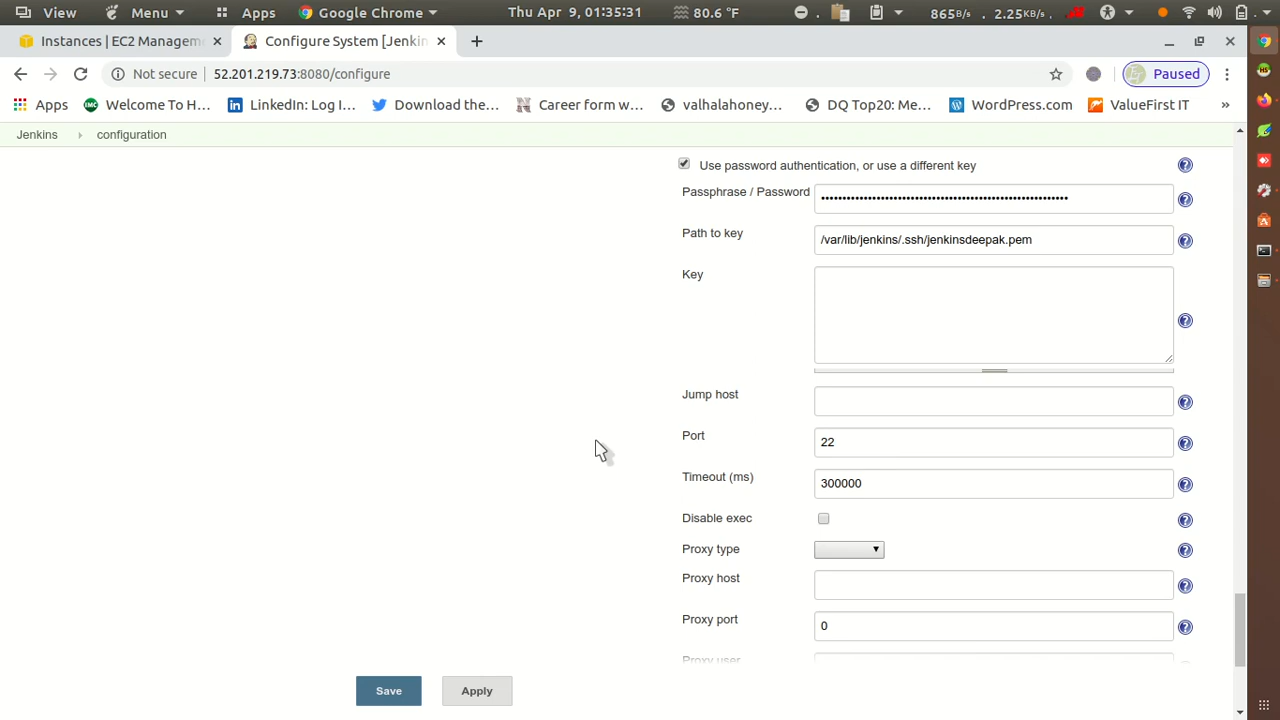 View Menu Apps Google Chrome Thu Apr 9, 01:35:31 80.6 °F 865B/s 2.25KB/s
Instances | EC2 Managem Configure System [Jenkin
Not secure 52.201.219.73:8080/configure Paused
Apps Welcome To H... LinkedIn: Log I... Download the... Career form w... valhalahoney... DQ Top20: Me... WordPress.com ValueFirst IT »
Jenkins configuration
Use password authentication, or use a different key
Passphrase / Password ••••••••••••••••••••••••••••••••••••••••••••••••••••••••••
Path to key /var/lib/jenkins/.ssh/jenkinsdeepak.pem
Key
Jump host
Port 22
Timeout (ms) 300000
Disable exec
Proxy type
Proxy host
Proxy port 0
Proxy user
Save Apply